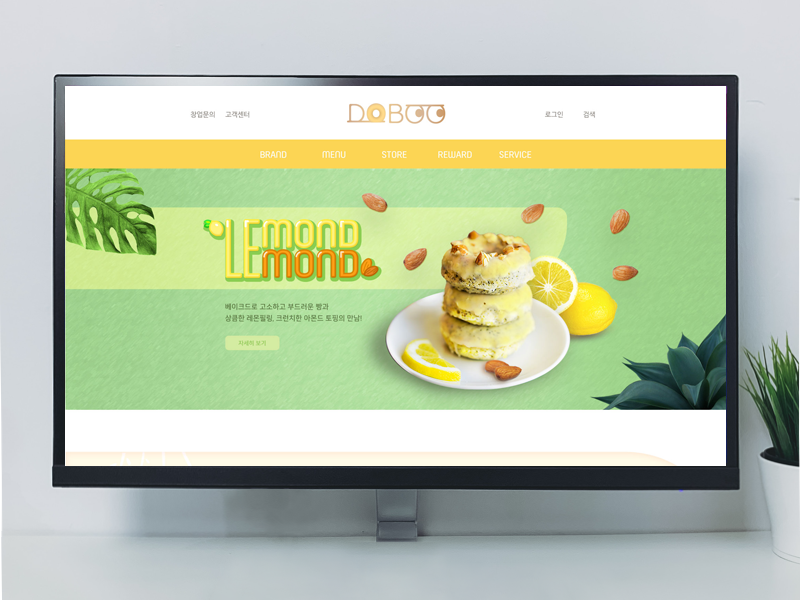 창업문의 고객센터 DOBOO 로그인 검색
BRAND MENU STORE REWARD SERVICE
LEMOND
MOND
베이크드로 고소하고 부드러운 빵과
상큼한 레몬필링, 크런치한 아몬드 토핑의 만남!
자세히 보기